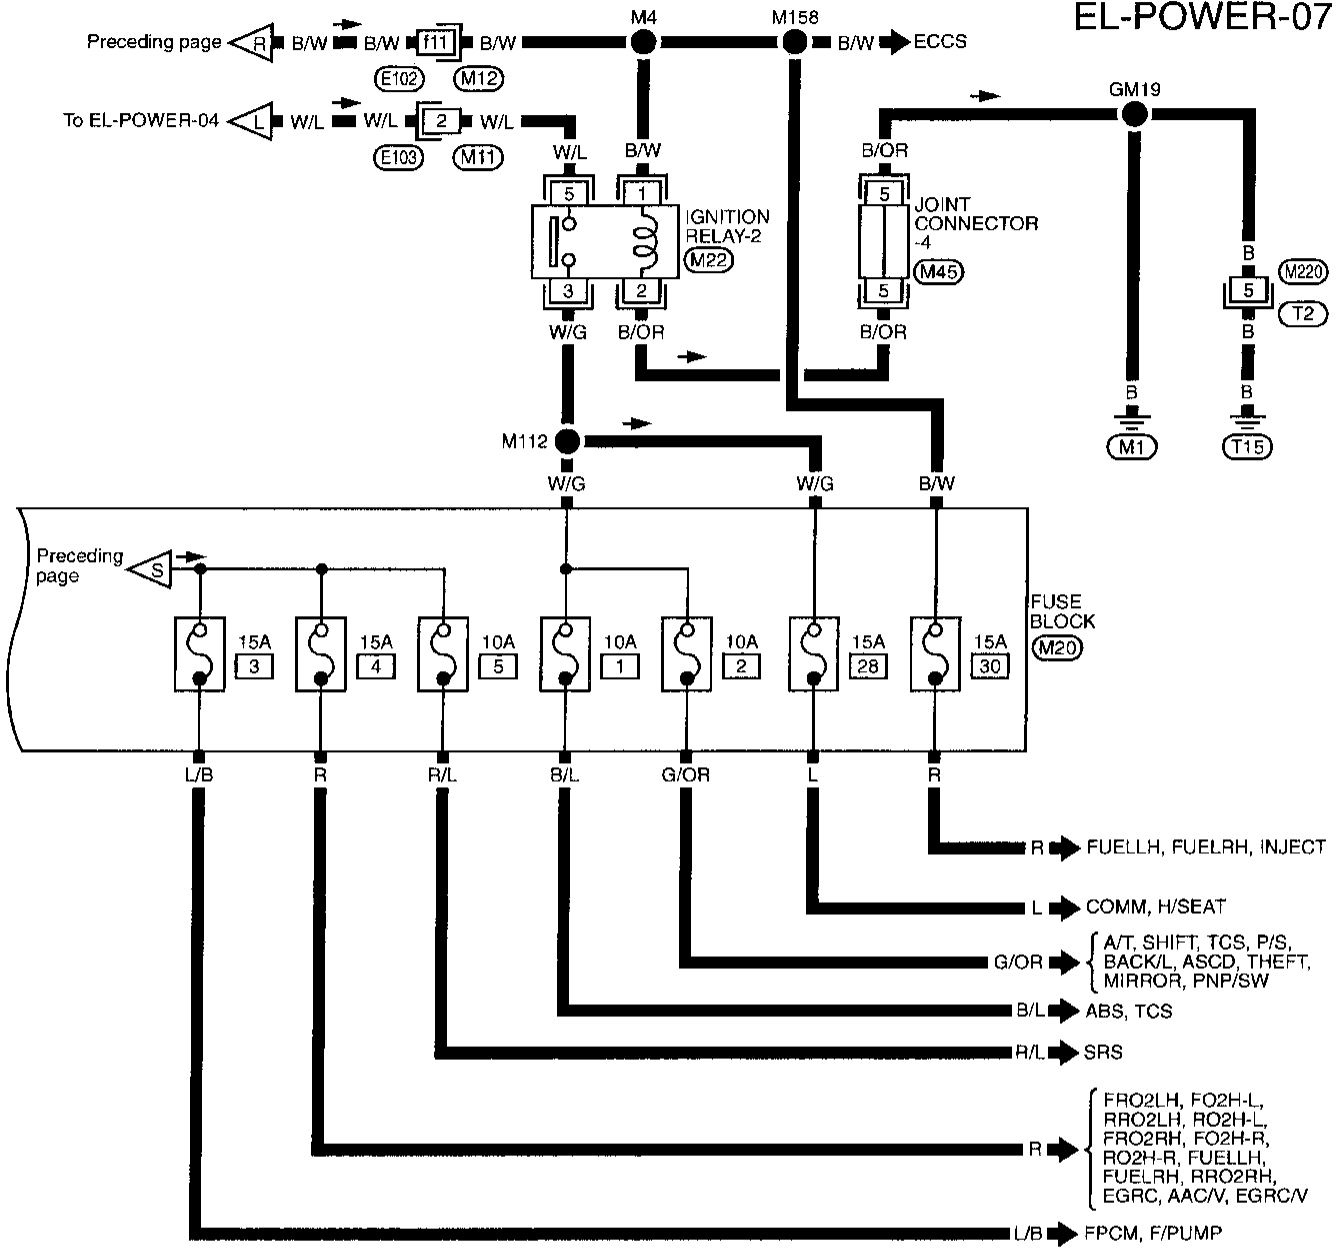 EL-POWER-07
M4
M158
Preceding page
R
B/W
B/W
f11
B/W
B/W
ECCS
E102
M12
GM19
To EL-POWER-04
L
W/L
W/L
2
W/L
E103
M11
W/L
B/W
B/OR
5
1
5
IGNITION
RELAY-2
M22
JOINT
CONNECTOR
-4
M45
3
2
5
W/G
B/OR
B/OR
B
5
M220
T2
B
B
B
M1
T15
M112
W/G
W/G
B/W
Preceding
page
S
FUSE
BLOCK
M20
15A
3
15A
4
10A
5
10A
1
10A
2
15A
28
15A
30
L/B
R
R/L
B/L
G/OR
L
R
R
FUELLH, FUELRH, INJECT
L
COMM, H/SEAT
G/OR
A/T, SHIFT, TCS, P/S,
BACK/L, ASCD, THEFT,
MIRROR, PNP/SW
B/L
ABS, TCS
R/L
SRS
R
FRO2LH, FO2H-L,
RRO2LH, RO2H-L,
FRO2RH, FO2H-R,
RO2H-R, FUELLH,
FUELRH, RRO2RH,
EGRC, AAC/V, EGRC/V
L/B
FPCM, F/PUMP